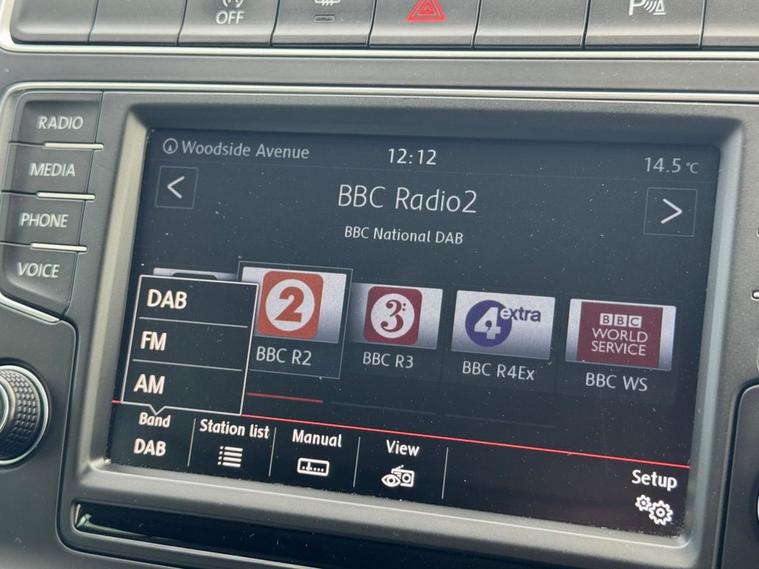 OFF
P
RADIO
MEDIA
PHONE
VOICE
Woodside Avenue
12:12
14.5°C
<
BBC Radio2
>
BBC National DAB
DAB
FM
AM
2
BBC R2
3
BBC R3
4 extra
BBC R4Ex
BBC
WORLD
SERVICE
BBC WS
Band
DAB
Station list
Manual
View
Setup